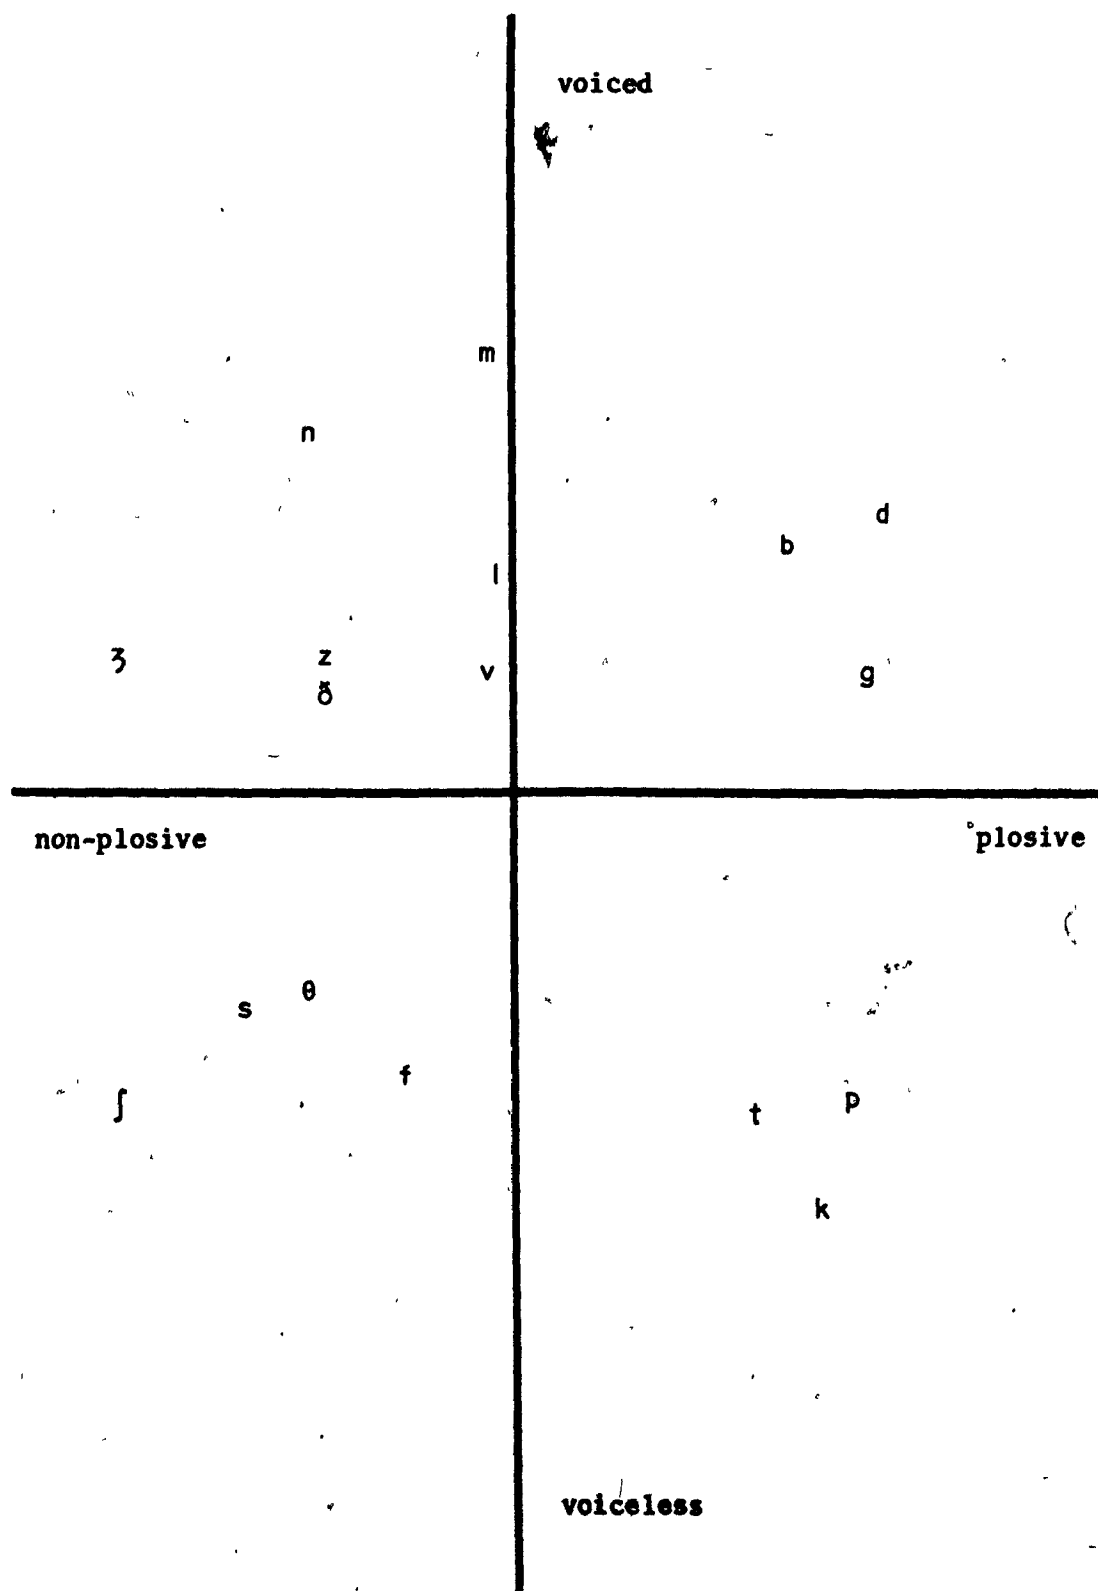 voiced
m
n
d
b
l
ʒ z v g
ð
non-plosive plosive
s θ
f
ʃ t p
k
voiceless